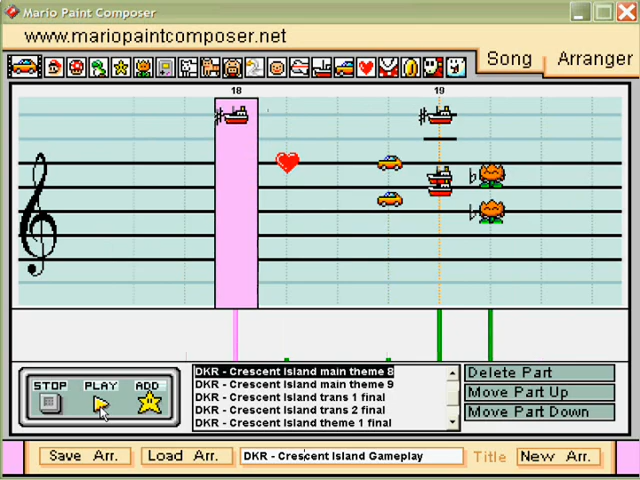 Mario Paint Composer
www.mariopaintcomposer.net
Song
Arranger
18
19
STOP
PLAY
ADD
DKR - Crescent Island main theme 8
DKR - Crescent Island main theme 9
DKR - Crescent Island trans 1 final
DKR - Crescent Island trans 2 final
DKR - Crescent Island theme 1 final
Delete Part
Move Part Up
Move Part Down
Save Arr.
Load Arr.
DKR - Crescent Island Gameplay
Title
New Arr.